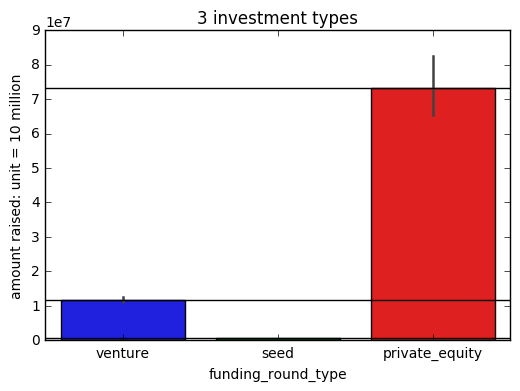 3 investment types
1e7
9
8
7
6
5
4
3
2
1
0
amount raised: unit = 10 million
venture
seed
private_equity
funding_round_type